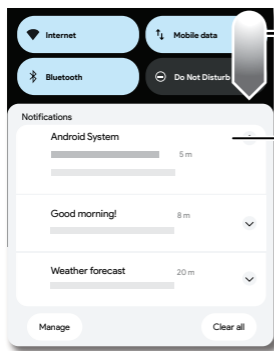 Internet
Mobile data
Bluetooth
Do Not Disturb
Notifications
Android System
5 m
Good morning!
8 m
Weather forecast
20 m
Manage
Clear all